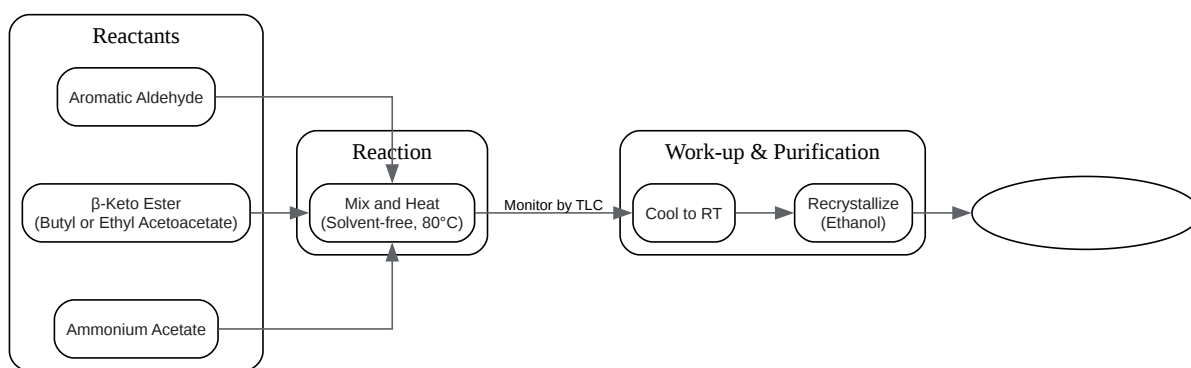 Reactants
Aromatic Aldehyde
β-Keto Ester
(Butyl or Ethyl Acetoacetate)
Ammonium Acetate
Reaction
Mix and Heat
(Solvent-free, 80°C)
Monitor by TLC
Work-up & Purification
Cool to RT
Recrystallize
(Ethanol)